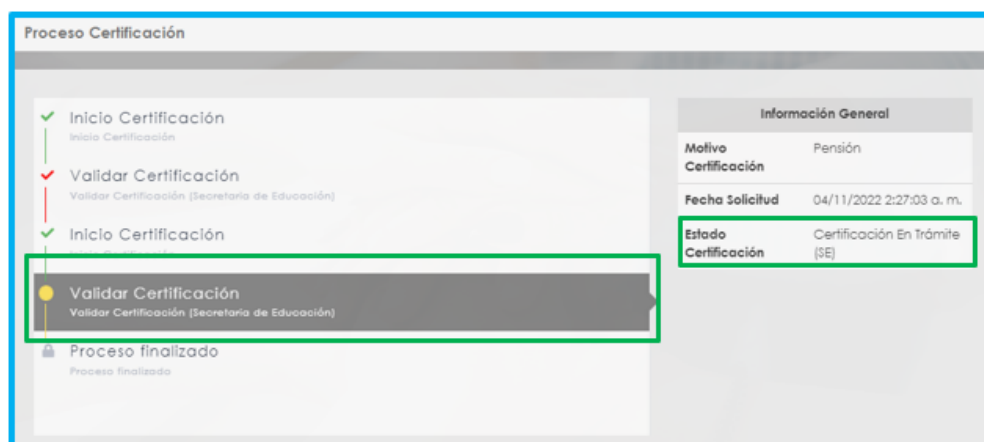 Proceso Certificación
Inicio Certificación
Inicio Certificación
Validar Certificación
Validar Certificación (Secretaria de Educación)
Inicio Certificación
Inicio Certificación
Validar Certificación
Validar Certificación (Secretaria de Educación)
Proceso finalizado
Proceso finalizado
Información General
Motivo Pensión
Certificación
Fecha Solicitud 04/11/2022 2:27:03 a. m.
Estado Certificación En Trámite
Certificación (SE)